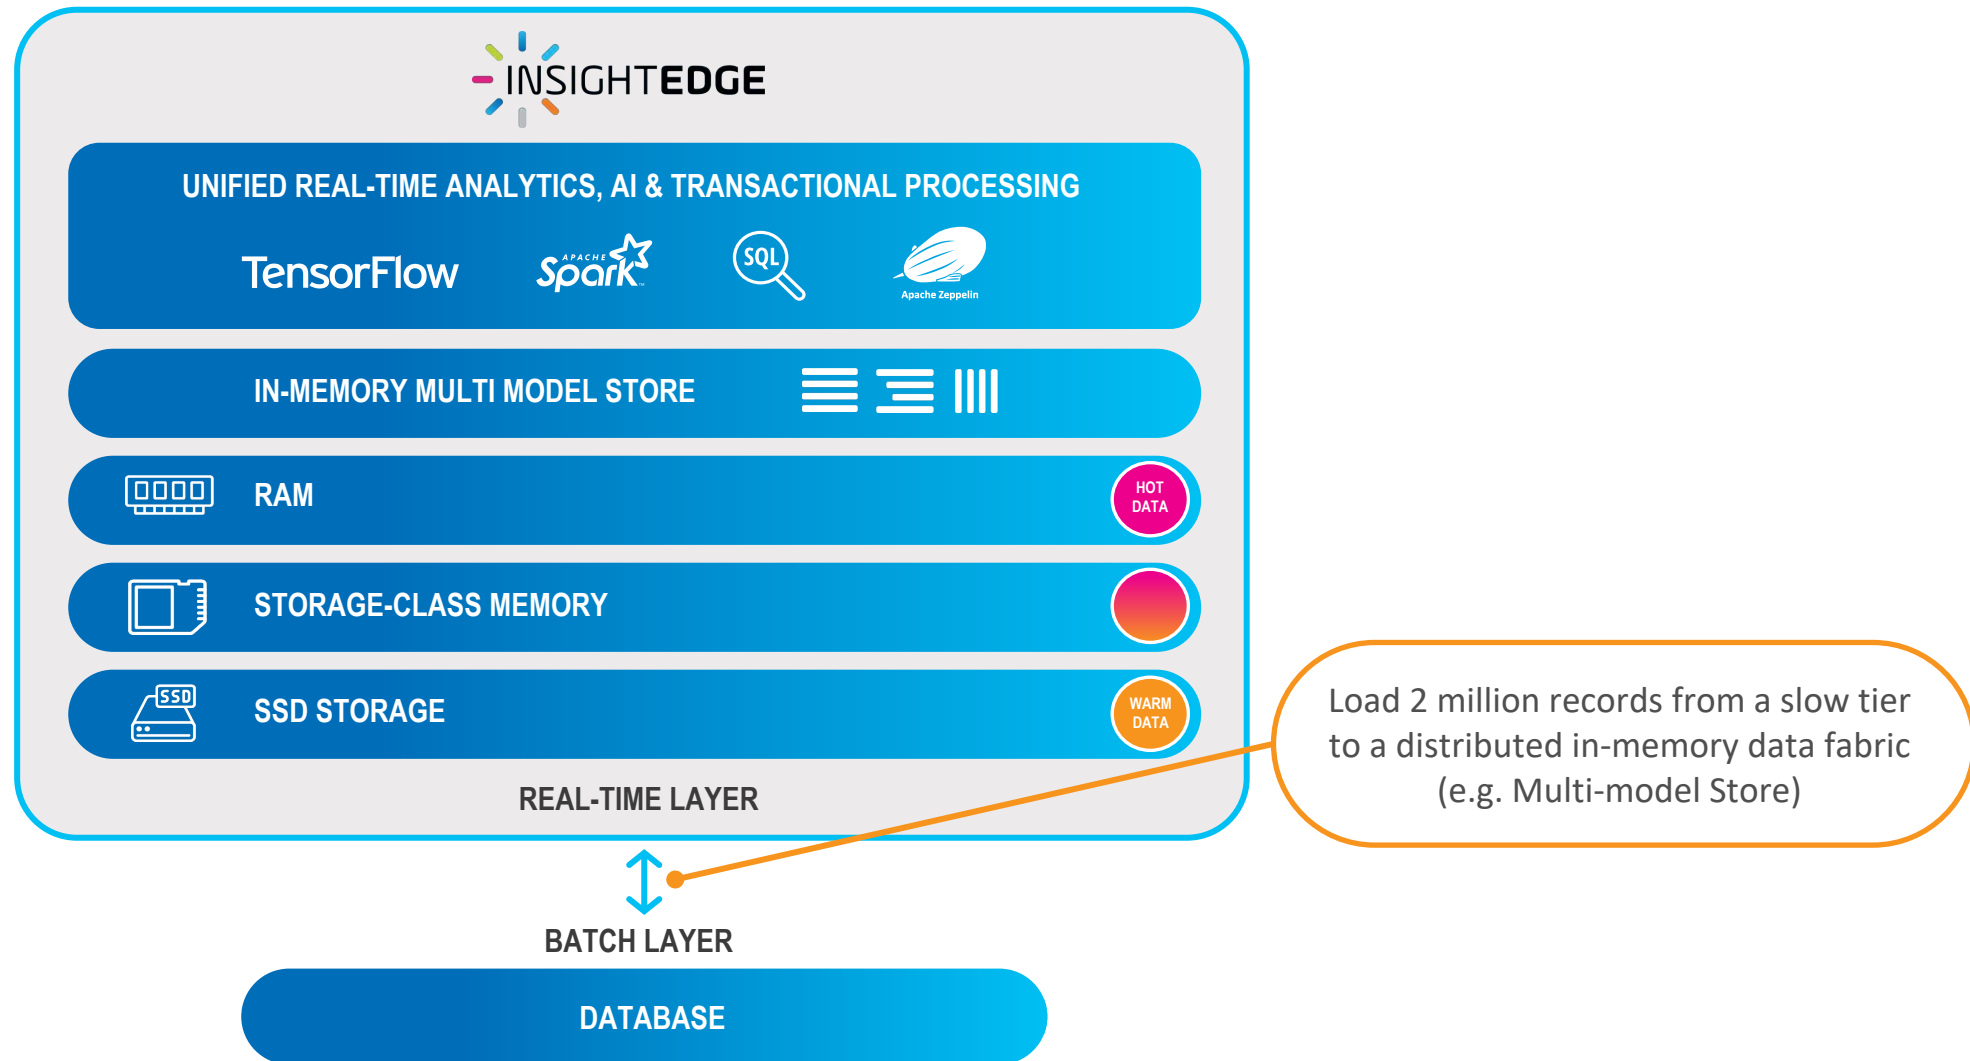 INSIGHTEDGE
UNIFIED REAL-TIME ANALYTICS, AI & TRANSACTIONAL PROCESSING
TensorFlow
APACHE
Spark™
SQL
Apache Zeppelin
IN-MEMORY MULTI MODEL STORE
RAM
HOT
DATA
STORAGE-CLASS MEMORY
SSD
SSD STORAGE
WARM
DATA
Load 2 million records from a slow tier
to a distributed in-memory data fabric
(e.g. Multi-model Store)
REAL-TIME LAYER
BATCH LAYER
DATABASE